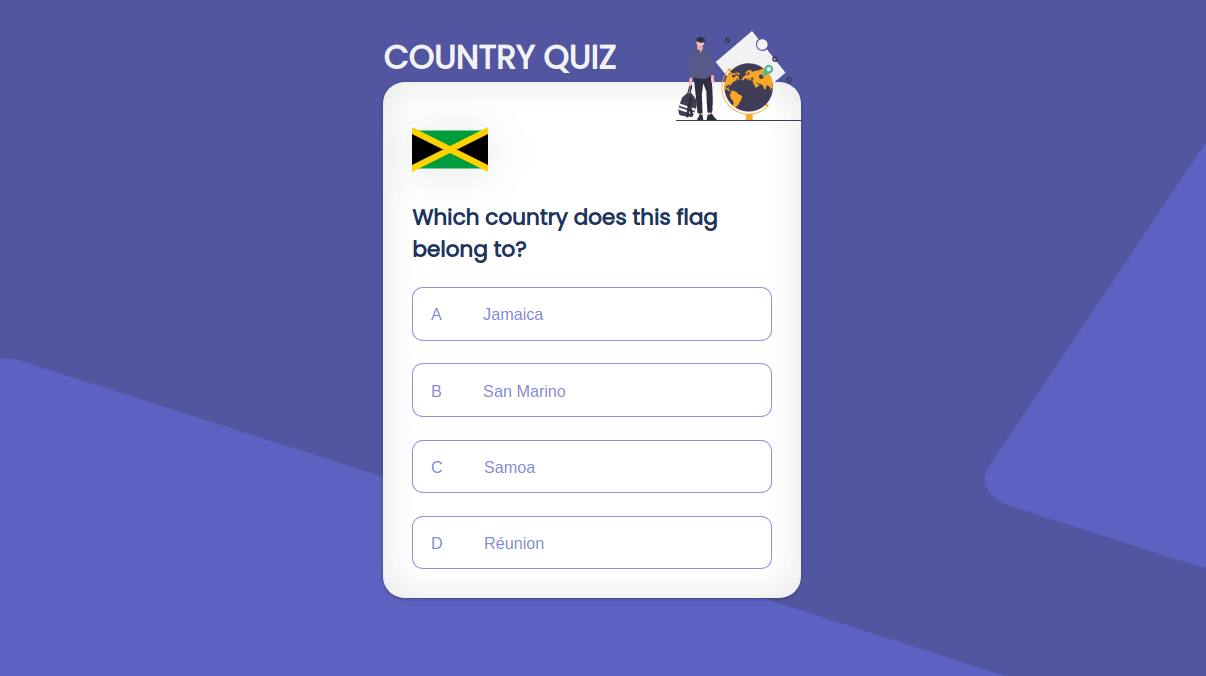 COUNTRY QUIZ
Which country does this flag
belong to?
A Jamaica
B San Marino
C Samoa
D Réunion